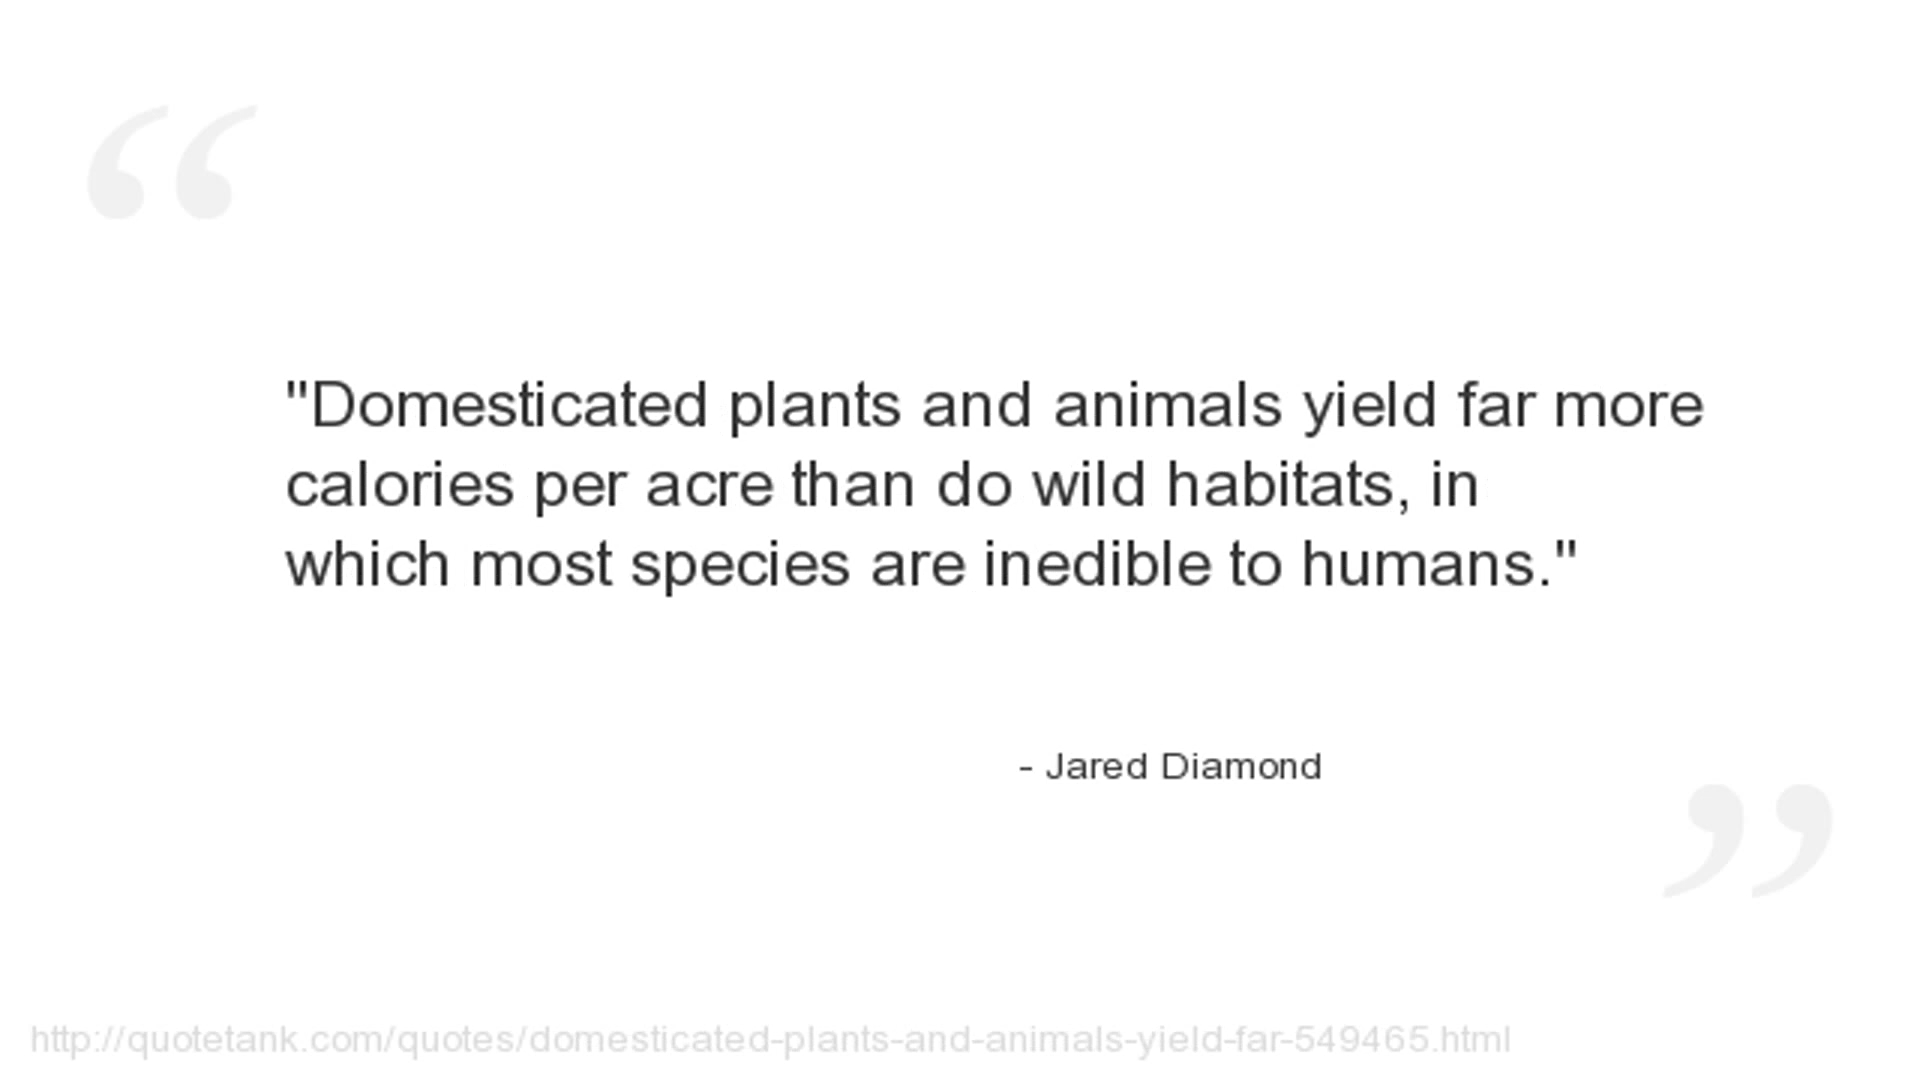 "Domesticated plants and animals yield far more
calories per acre than do wild habitats, in
which most species are inedible to humans."
- Jared Diamond
http://quotetank.com/quotes/domesticated-plants-and-animals-yield-far-549465.html